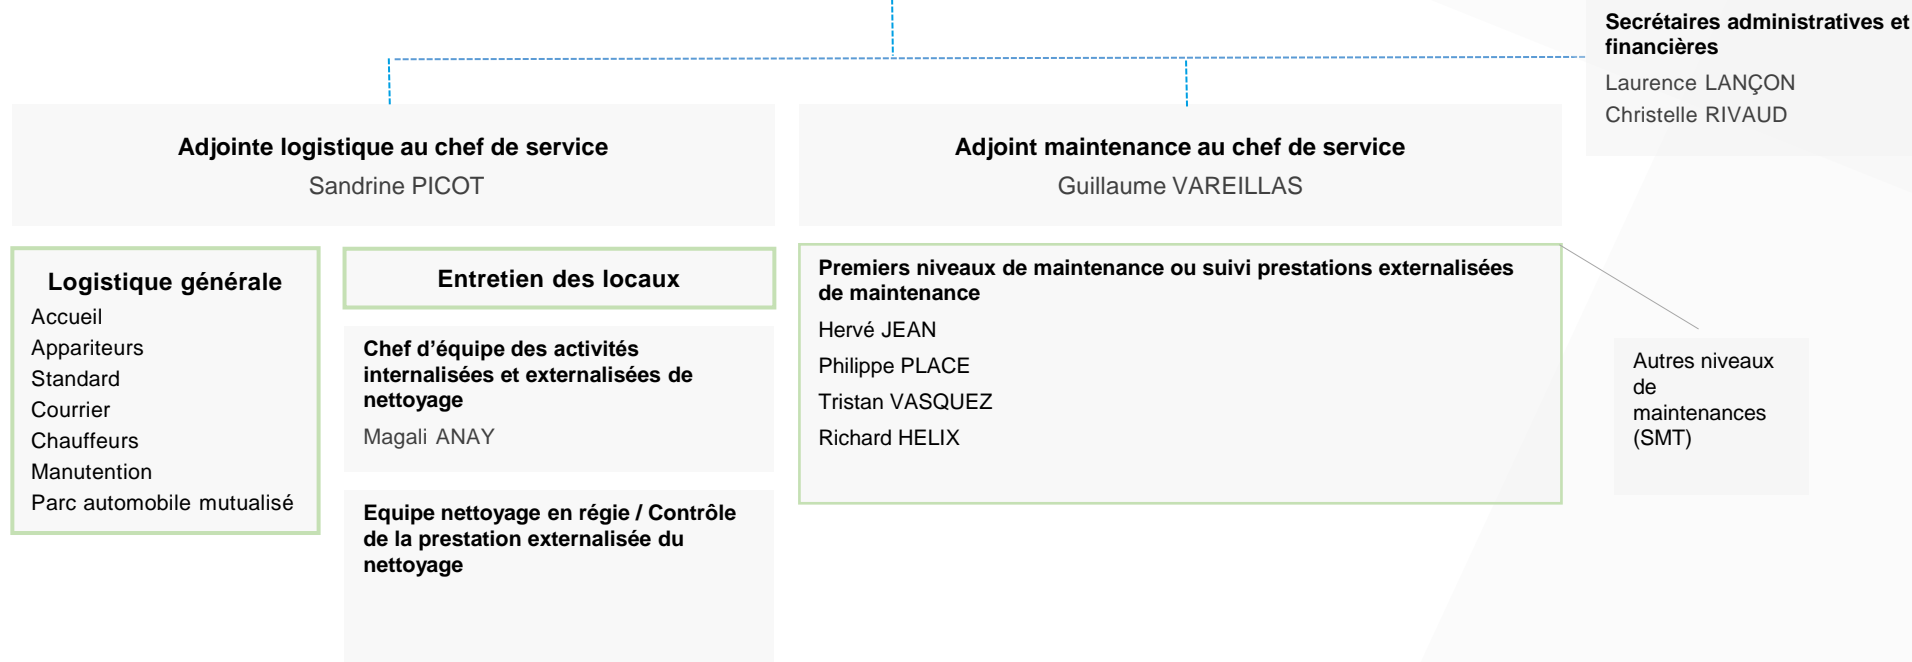 Secrétaires administratives et
financières
Laurence LANÇON
Christelle RIVAUD
Adjointe logistique au chef de service
Sandrine PICOT
Adjoint maintenance au chef de service
Guillaume VAREILLAS
Logistique générale
Accueil
Appariteurs
Standard
Courrier
Chauffeurs
Manutention
Parc automobile mutualisé
Entretien des locaux
Chef d’équipe des activités
internalisées et externalisées de
nettoyage
Magali ANAY
Equipe nettoyage en régie / Contrôle
de la prestation externalisée du
nettoyage
Premiers niveaux de maintenance ou suivi prestations externalisées
de maintenance
Hervé JEAN
Philippe PLACE
Tristan VASQUEZ
Richard HELIX
Autres niveaux
de
maintenances
(SMT)